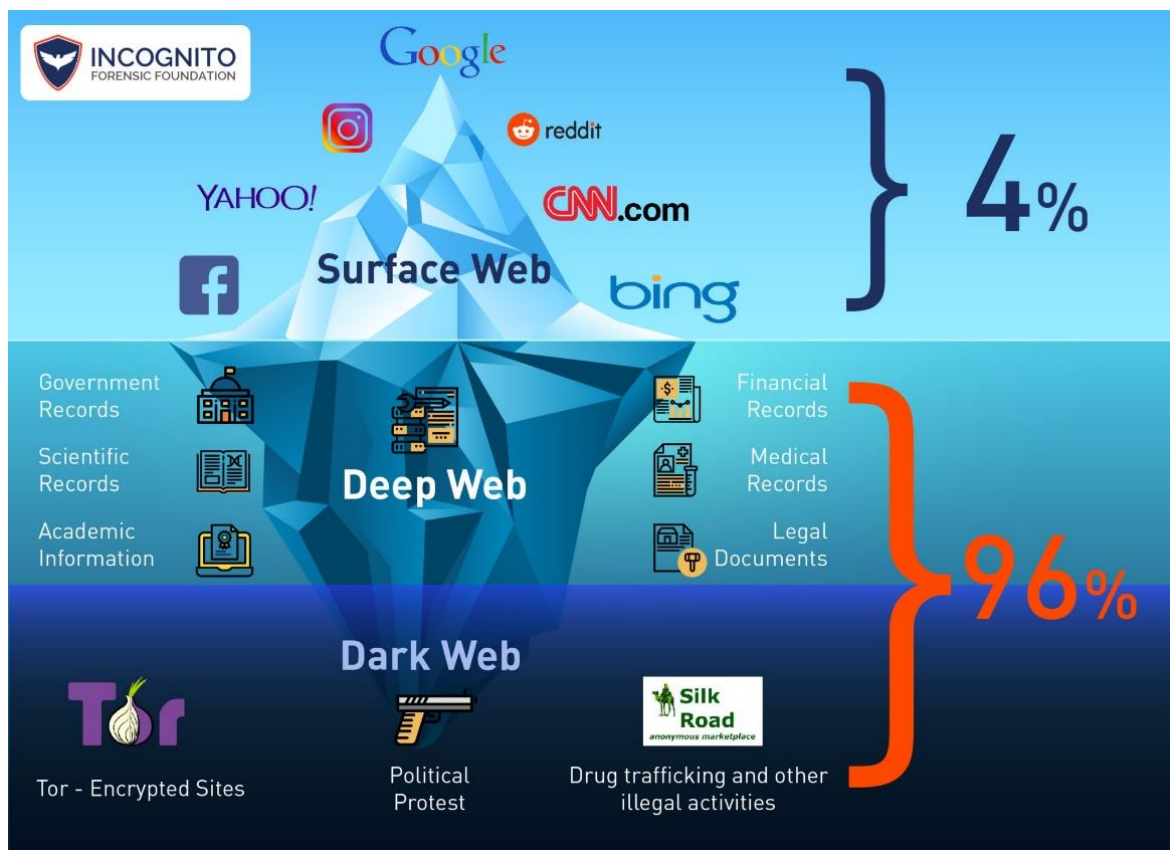 INCOGNITO
FORENSIC FOUNDATION
Google
reddit
YAHOO!
CNN.com
Surface Web
bing
4%
Government
Records
Scientific
Records
Academic
Information
Deep Web
Financial
Records
Medical
Records
Legal
Documents
96%
Dark Web
Tor
Tor - Encrypted Sites
Political
Protest
Silk
Road
anonymous marketplace
Drug trafficking and other
illegal activities